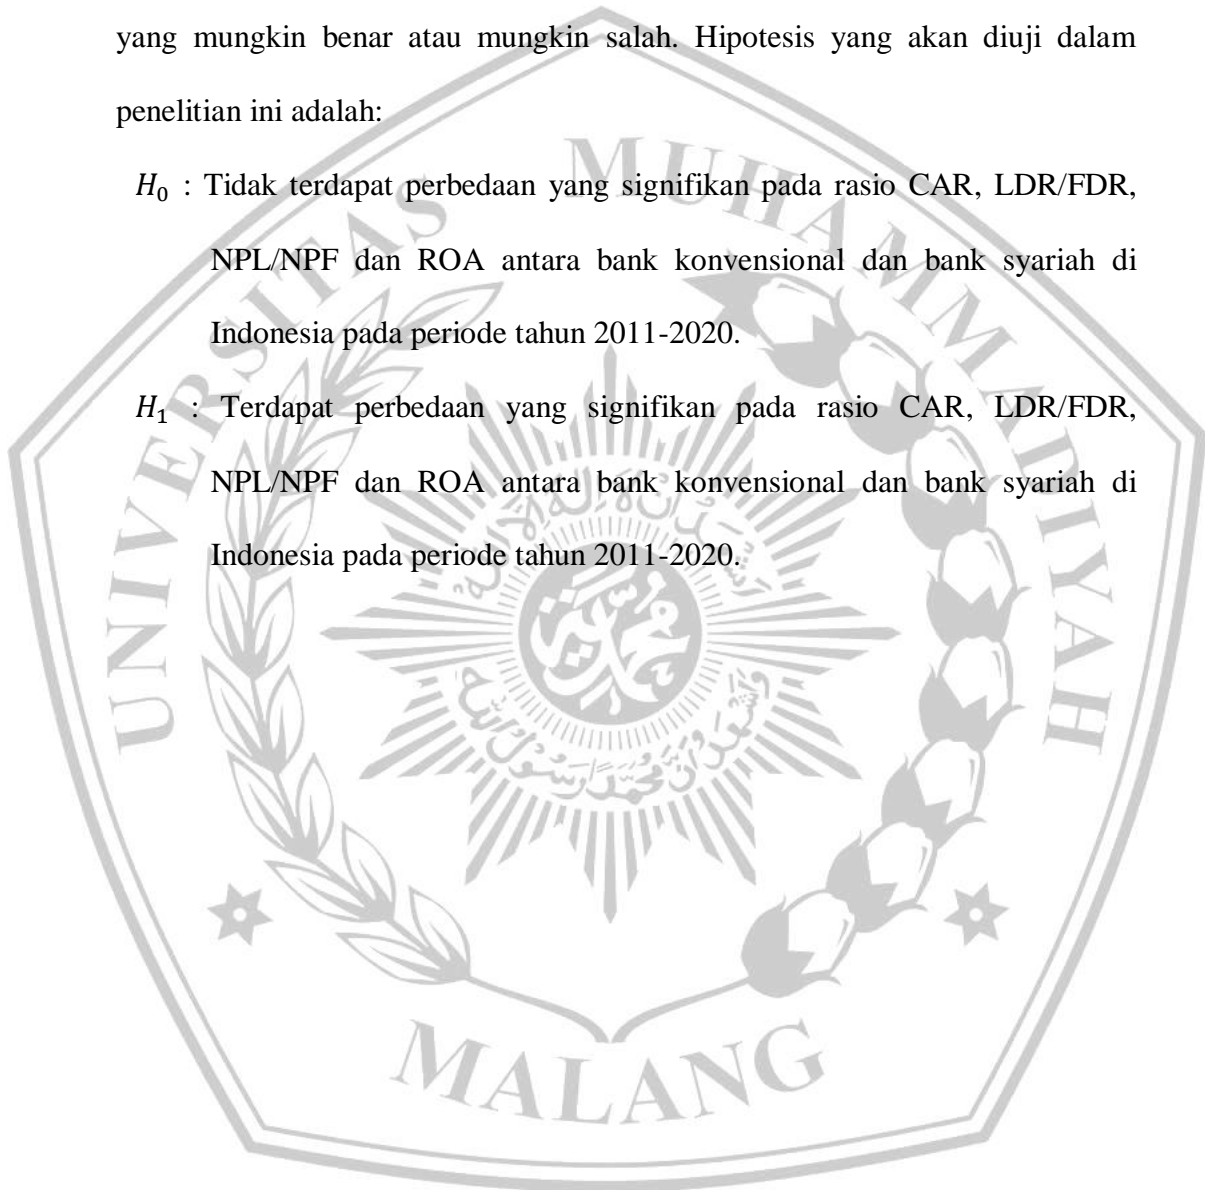 yang mungkin benar atau mungkin salah. Hipotesis yang akan diuji dalam
penelitian ini adalah:
H₀ : Tidak terdapat perbedaan yang signifikan pada rasio CAR, LDR/FDR,
NPL/NPF dan ROA antara bank konvensional dan bank syariah di
Indonesia pada periode tahun 2011-2020.
H₁ : Terdapat perbedaan yang signifikan pada rasio CAR, LDR/FDR,
NPL/NPF dan ROA antara bank konvensional dan bank syariah di
Indonesia pada periode tahun 2011-2020.
UNIVERSITAS MUHAMMADIYAH
MALANG